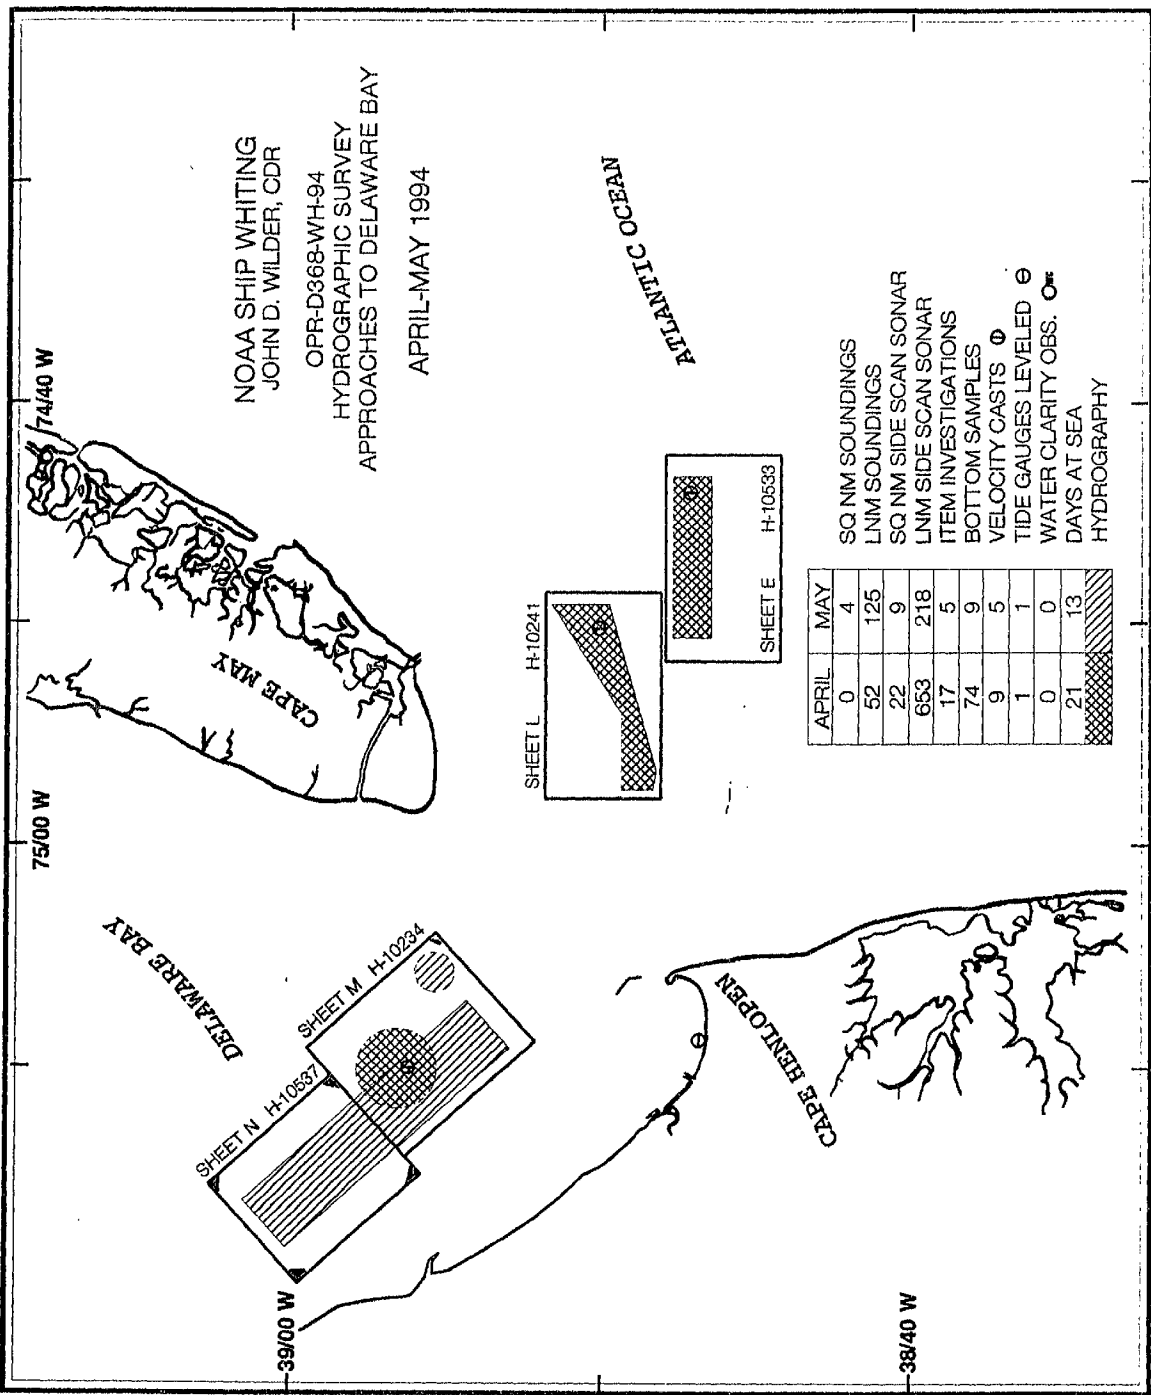 NOAA SHIP WHITING
JOHN D. WILDER, CDR
OPR-D368-WH-94
HYDROGRAPHIC SURVEY
APPROACHES TO DELAWARE BAY
APRIL-MAY 1994
75/00 W
74/40 W
39/00 W
38/40 W
DELAWARE BAY
CAPE MAY
ATLANTIC OCEAN
CAPE HENLOPEN
SHEET N H-10537
SHEET M H-10234
SHEET L H-10241
SHEET E H-10533
APRIL MAY
0 4 SQ NM SOUNDINGS
52 125 LNM SOUNDINGS
22 9 SQ NM SIDE SCAN SONAR
653 218 LNM SIDE SCAN SONAR
17 5 ITEM INVESTIGATIONS
74 9 BOTTOM SAMPLES
9 5 VELOCITY CASTS
1 1 TIDE GAUGES LEVELED
0 0 WATER CLARITY OBS.
21 13 DAYS AT SEA
HYDROGRAPHY